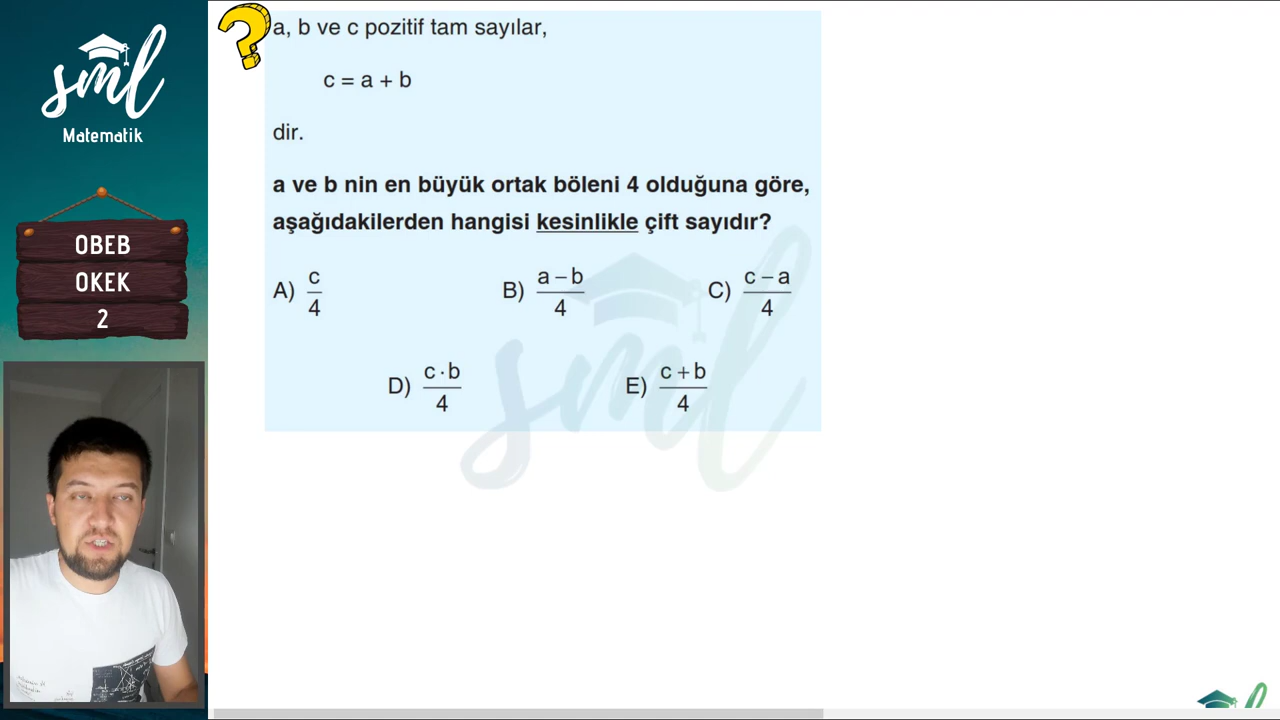 sml
Matematik
OBEB
OKEK
2
a, b ve c pozitif tam sayılar,
c = a + b
dir.
a ve b nin en büyük ortak böleni 4 olduğuna göre,
aşağıdakilerden hangisi kesinlikle çift sayıdır?
A) c/4 B) a – b/4 C) c – a/4
D) c · b/4 E) c + b/4
sml